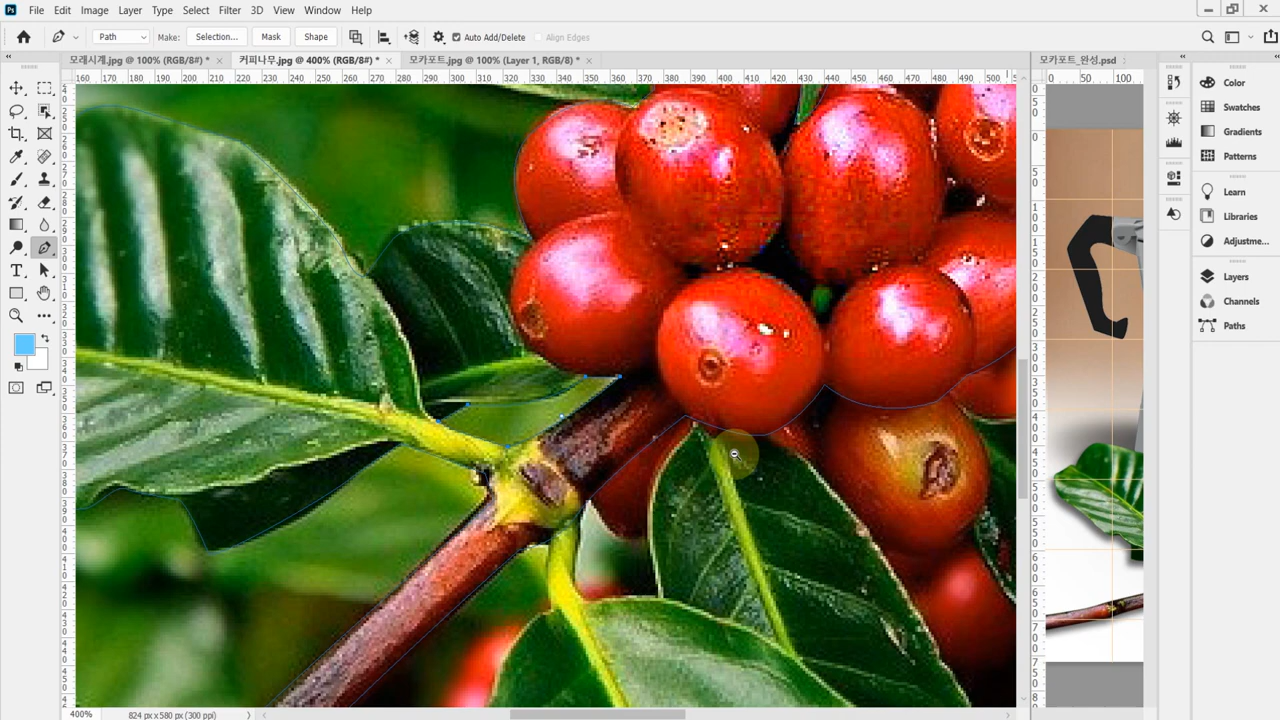 Ps File Edit Image Layer Type Select Filter 3D View Window Help
Path Make: Selection... Mask Shape Auto Add/Delete Align Edges
모래시계.jpg @ 100% (RGB/8#) * × 커피나무.jpg @ 400% (RGB/8#) * × 모카포트.jpg @ 100% (Layer 1, RGB/8) * × 모카포트_완성.psd
160 170 180 190 200 210 220 230 240 250 260 270 280 290 300 310 320 330 340 350 360 370 380 390 400 410 420 430 440 450 460 470 480 490 500 0 50 100
Color
Swatches
Gradients
Patterns
Learn
Libraries
Adjustme...
Layers
Channels
Paths
T
400% 824 px x 580 px (300 ppi)